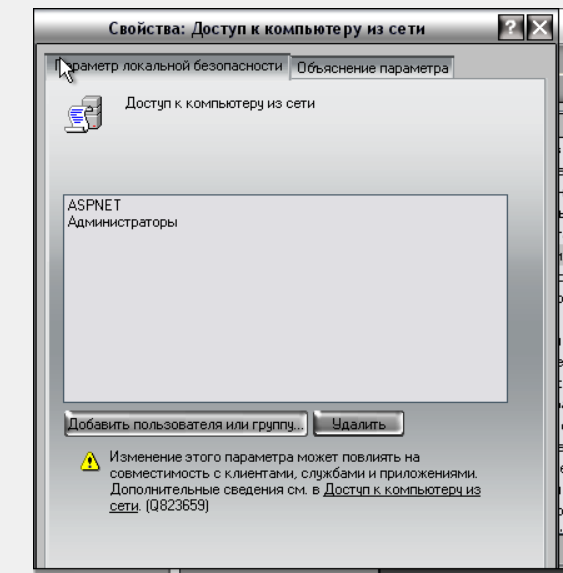 Свойства: Доступ к компьютеру из сети
Параметр локальной безопасности Объяснение параметра
Доступ к компьютеру из сети
ASPNET
Администраторы
Добавить пользователя или группу... Удалить
Изменение этого параметра может повлиять на
совместимость с клиентами, службами и приложениями.
Дополнительные сведения см. в Доступ к компьютеру из
сети. (Q823659)